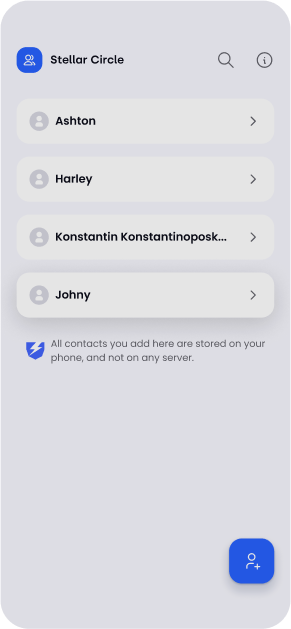 Stellar Circle
Ashton
Harley
Konstantin Konstantinoposk...
Johny
All contacts you add here are stored on your
phone, and not on any server.